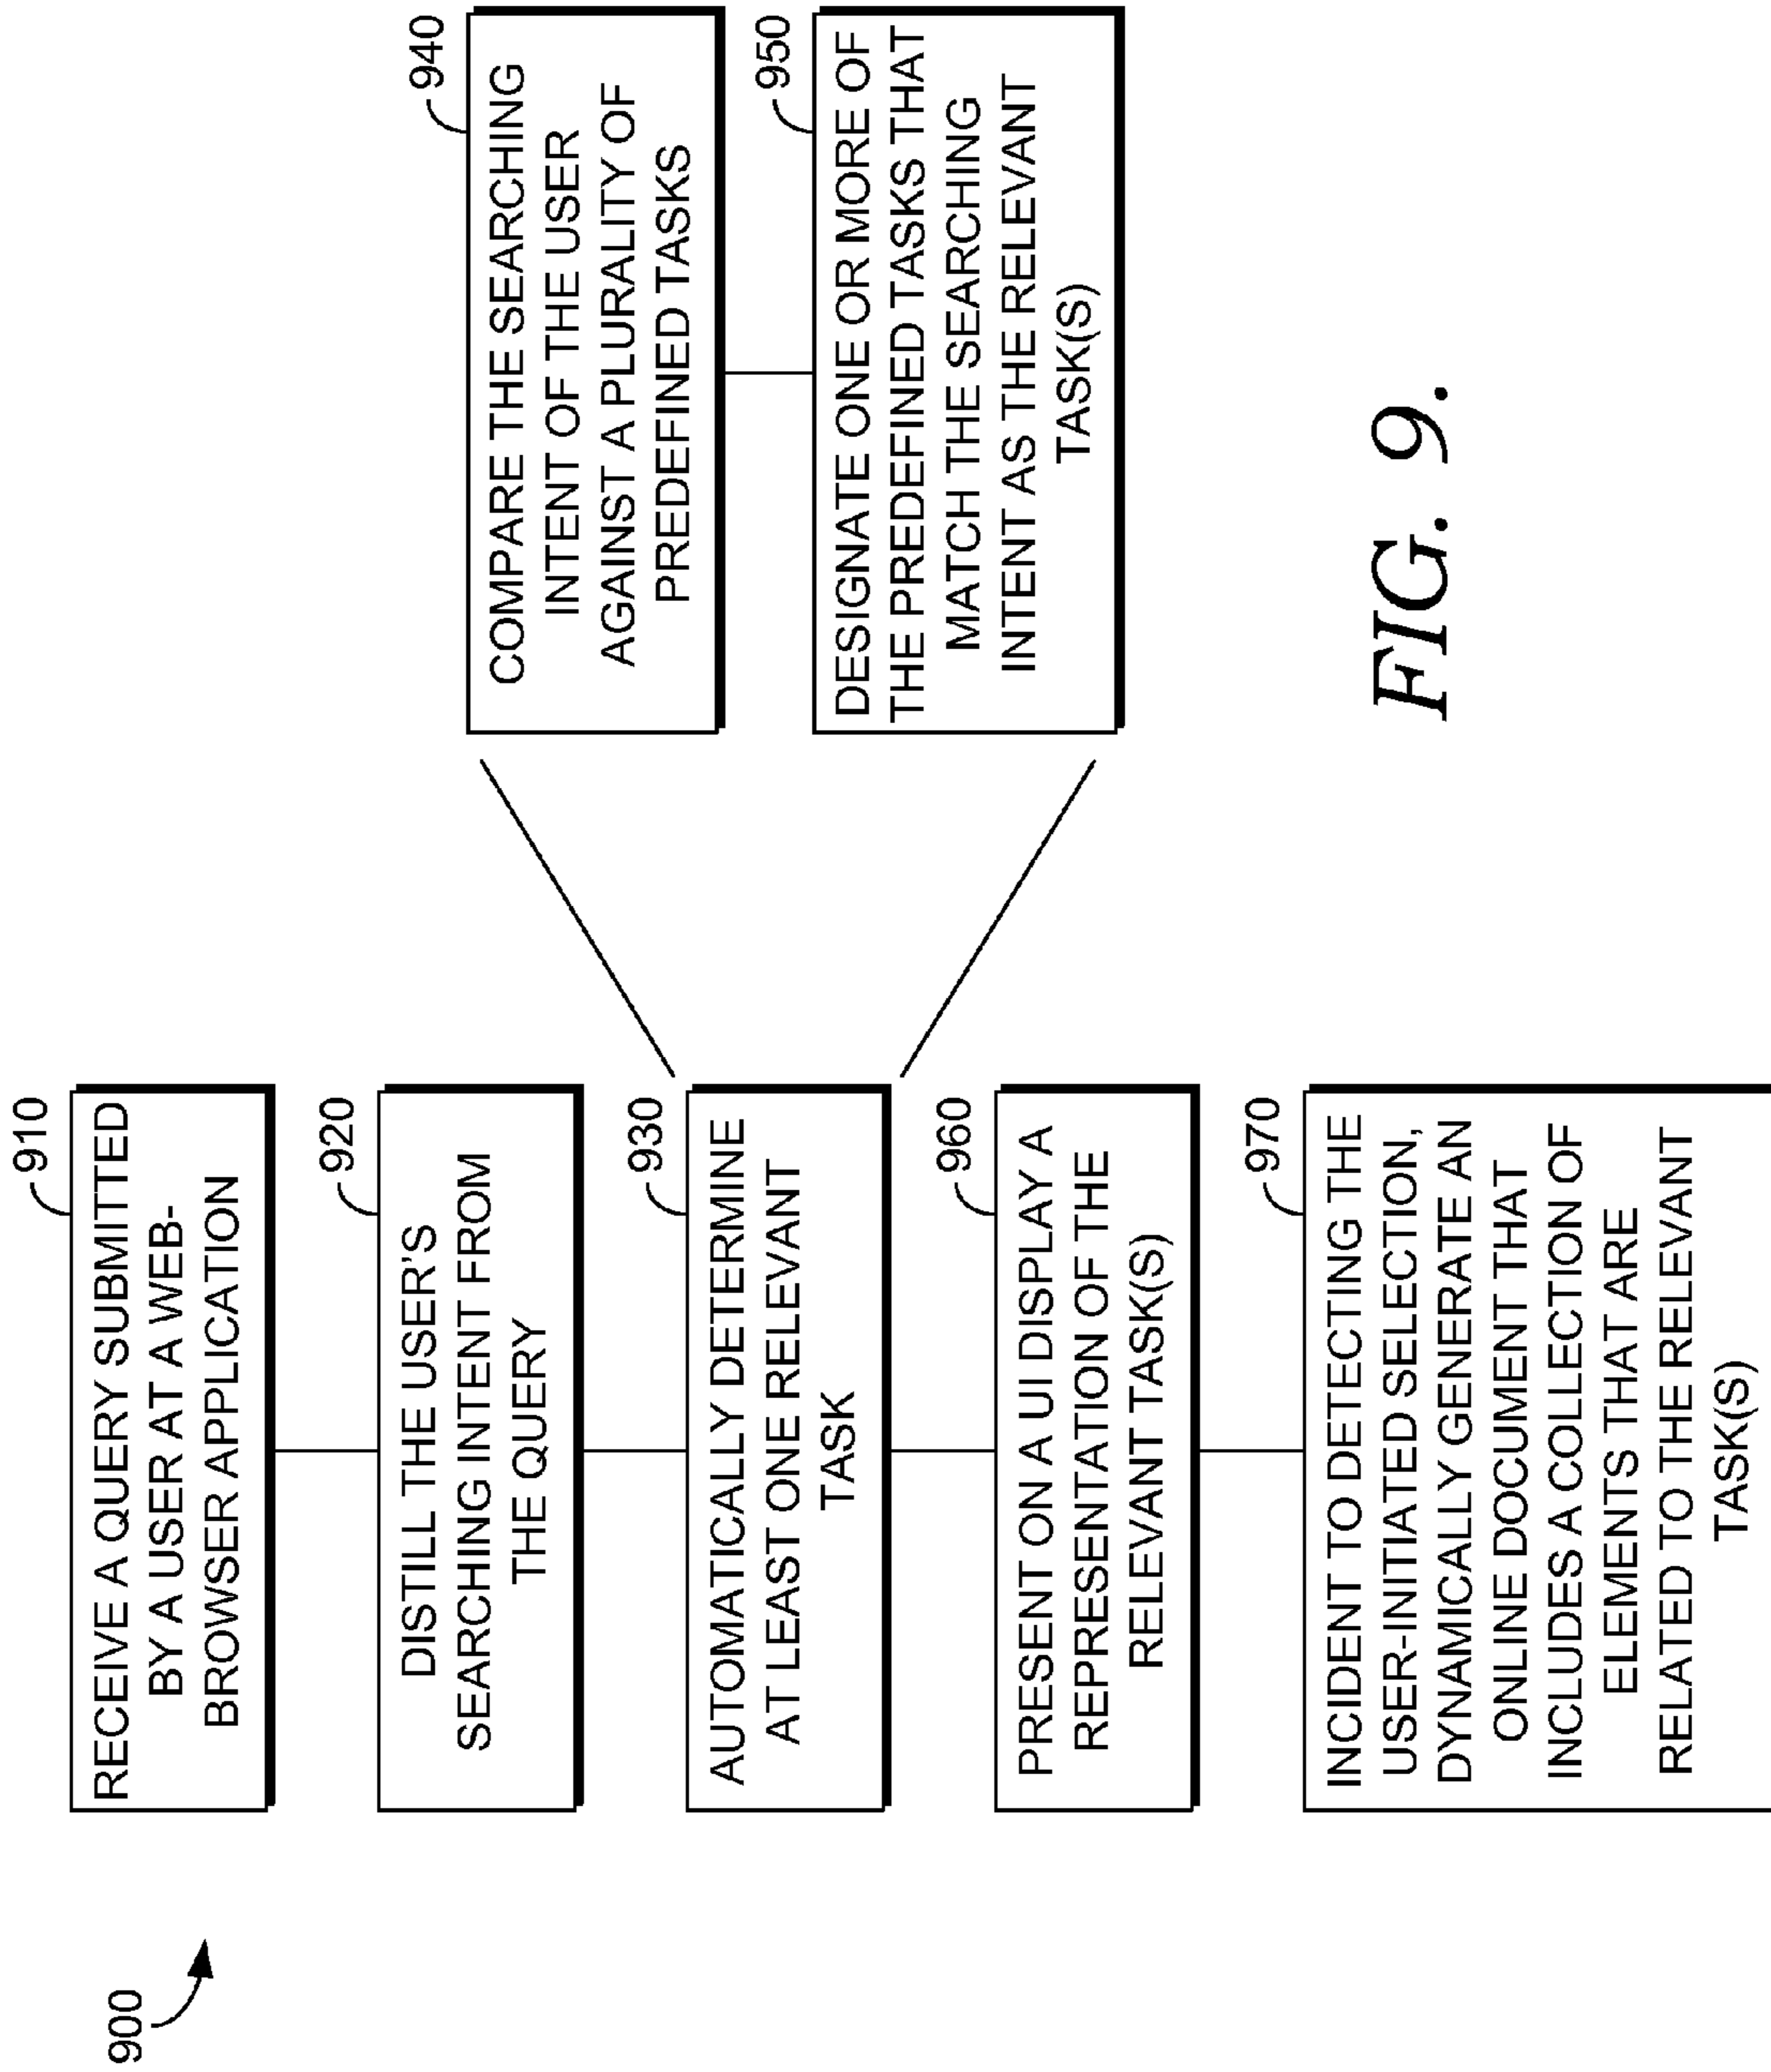 900
910
RECEIVE A QUERY SUBMITTED
BY A USER AT A WEB-
BROWSER APPLICATION
920
DISTILL THE USER'S
SEARCHING INTENT FROM
THE QUERY
930
AUTOMATICALLY DETERMINE
AT LEAST ONE RELEVANT
TASK
940
COMPARE THE SEARCHING
INTENT OF THE USER
AGAINST A PLURALITY OF
PREDEFINED TASKS
950
DESIGNATE ONE OR MORE OF
THE PREDEFINED TASKS THAT
MATCH THE SEARCHING
INTENT AS THE RELEVANT
TASK(S)
960
PRESENT ON A UI DISPLAY A
REPRESENTATION OF THE
RELEVANT TASK(S)
970
INCIDENT TO DETECTING THE
USER-INITIATED SELECTION,
DYNAMICALLY GENERATE AN
ONLINE DOCUMENT THAT
INCLUDES A COLLECTION OF
ELEMENTS THAT ARE
RELATED TO THE RELEVANT
TASK(S)
FIG. 9.